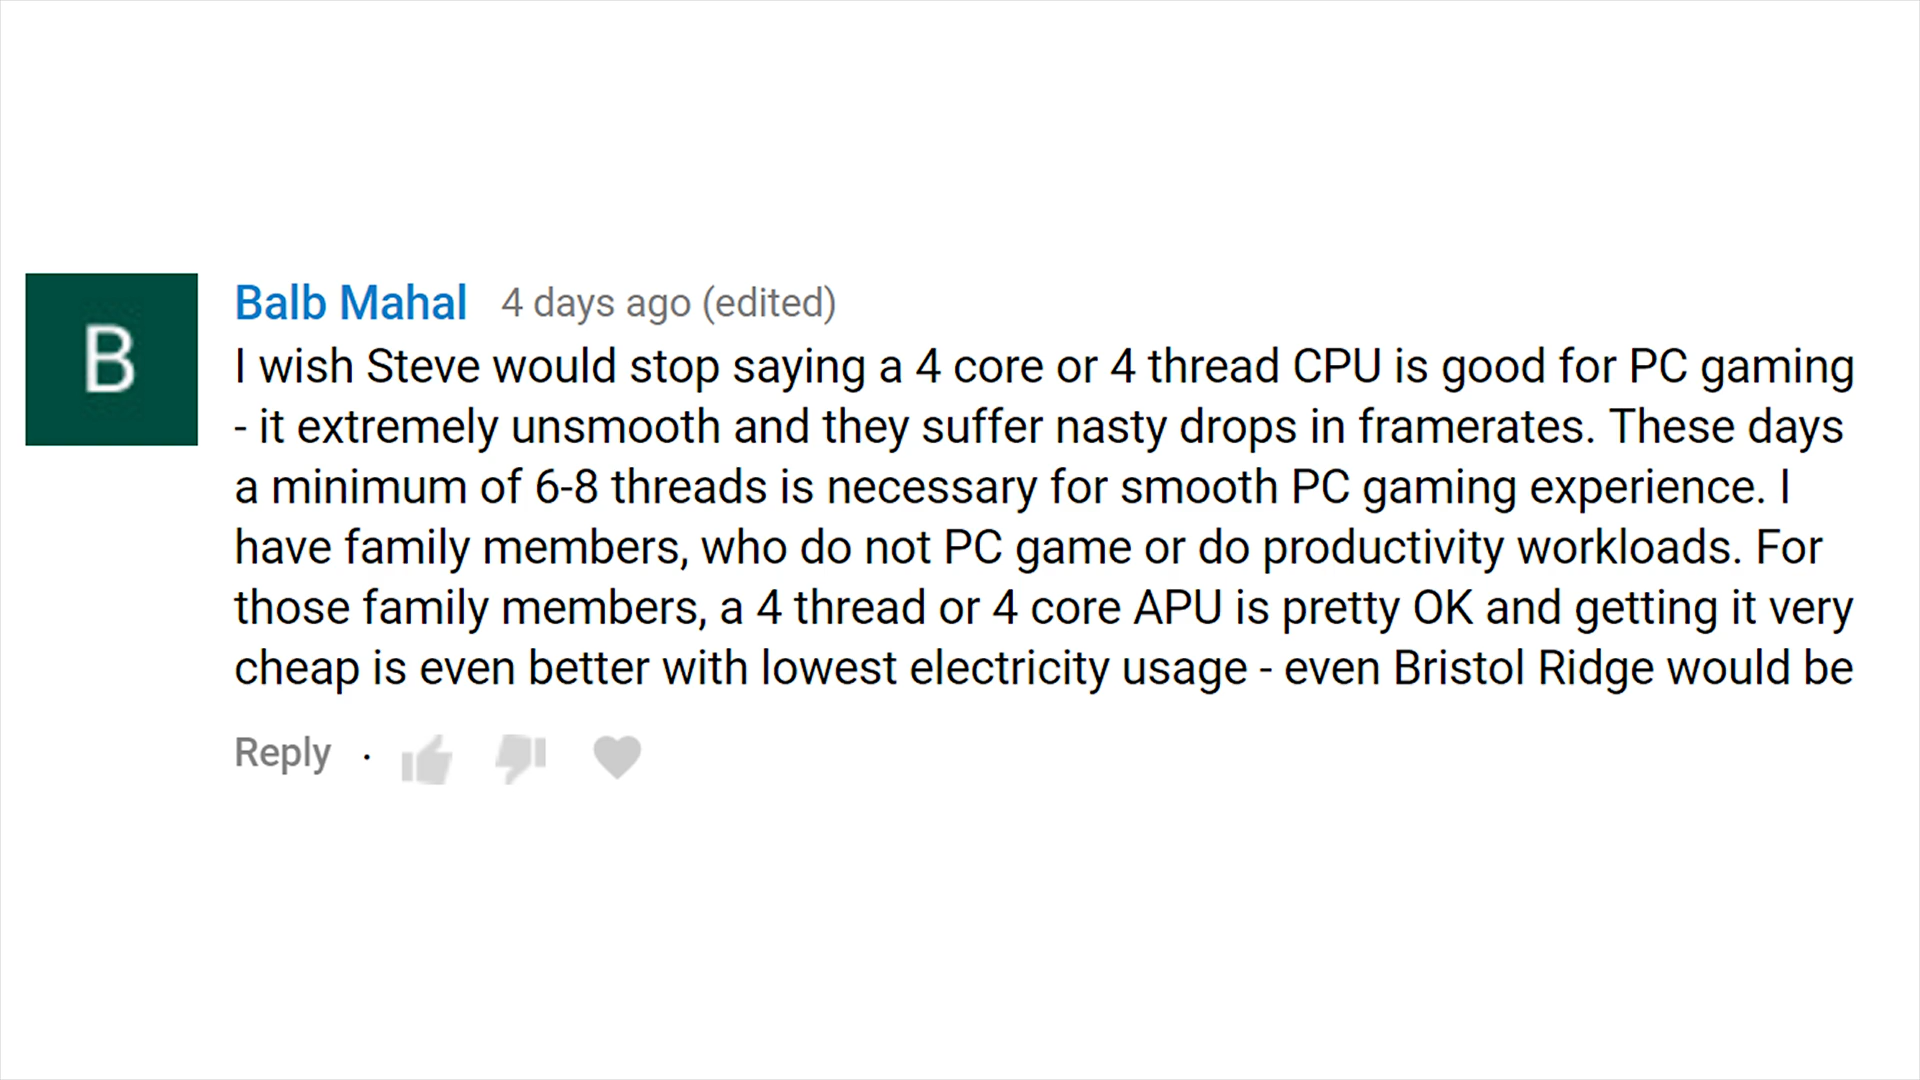 B
Balb Mahal 4 days ago (edited)
I wish Steve would stop saying a 4 core or 4 thread CPU is good for PC gaming
- it extremely unsmooth and they suffer nasty drops in framerates. These days
a minimum of 6-8 threads is necessary for smooth PC gaming experience. I
have family members, who do not PC game or do productivity workloads. For
those family members, a 4 thread or 4 core APU is pretty OK and getting it very
cheap is even better with lowest electricity usage - even Bristol Ridge would be
Reply ·